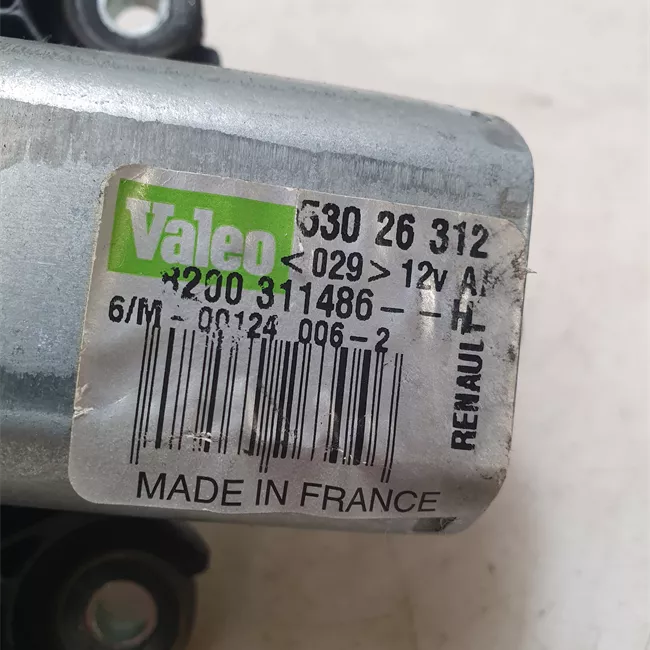 Valeo
530 26 312
<029> 12v A
8200 311486--H
6/M-00124 006-2
RENAULT
MADE IN FRANCE